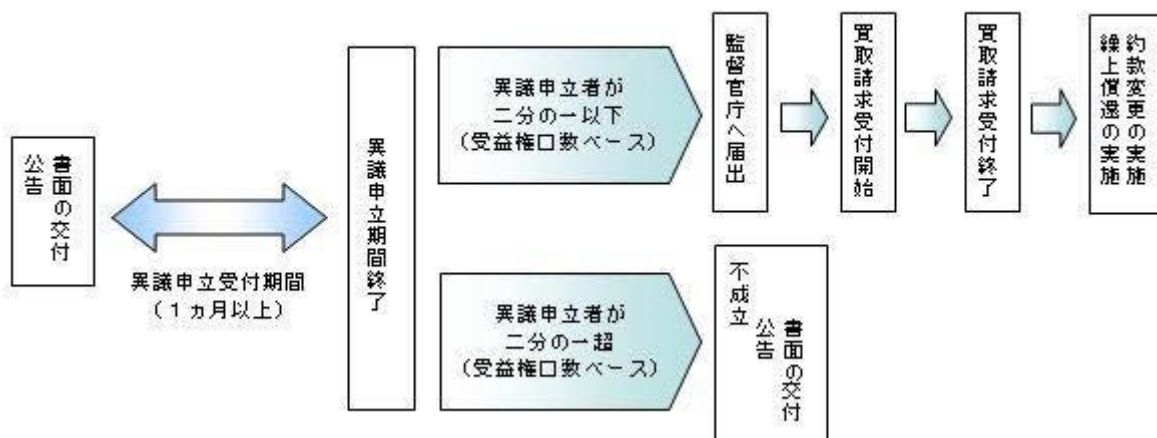 書面の交付
公告
異議申立受付期間
（１ヵ月以上）
異議申立期間終了
異議申立者が
二分の一以下
（受益権口数ベース）
監督官庁へ届出
買取請求受付開始
買取請求受付終了
約款変更の実施
繰上償還の実施
異議申立者が
二分の一超
（受益権口数ベース）
不成立
書面の交付
公告